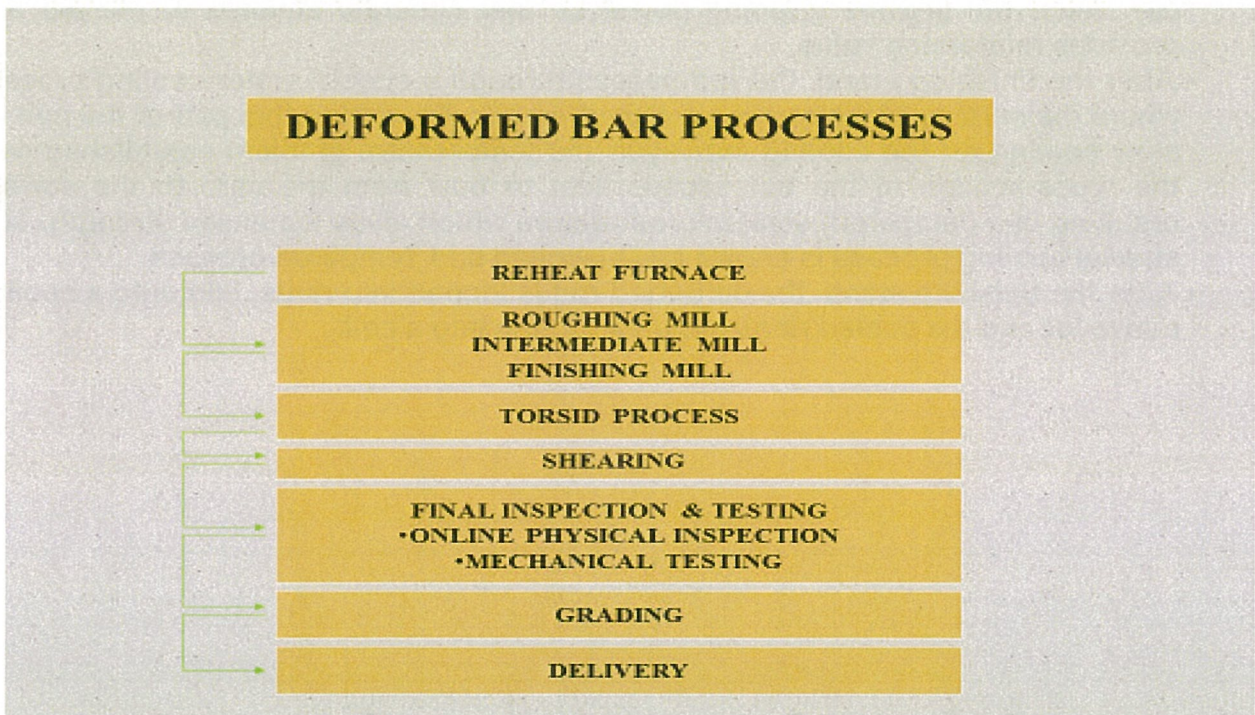 DEFORMED BAR PROCESSES
REHEAT FURNACE
ROUGHING MILL
INTERMEDIATE MILL
FINISHING MILL
TORSID PROCESS
SHEARING
FINAL INSPECTION & TESTING
•ONLINE PHYSICAL INSPECTION
•MECHANICAL TESTING
GRADING
DELIVERY